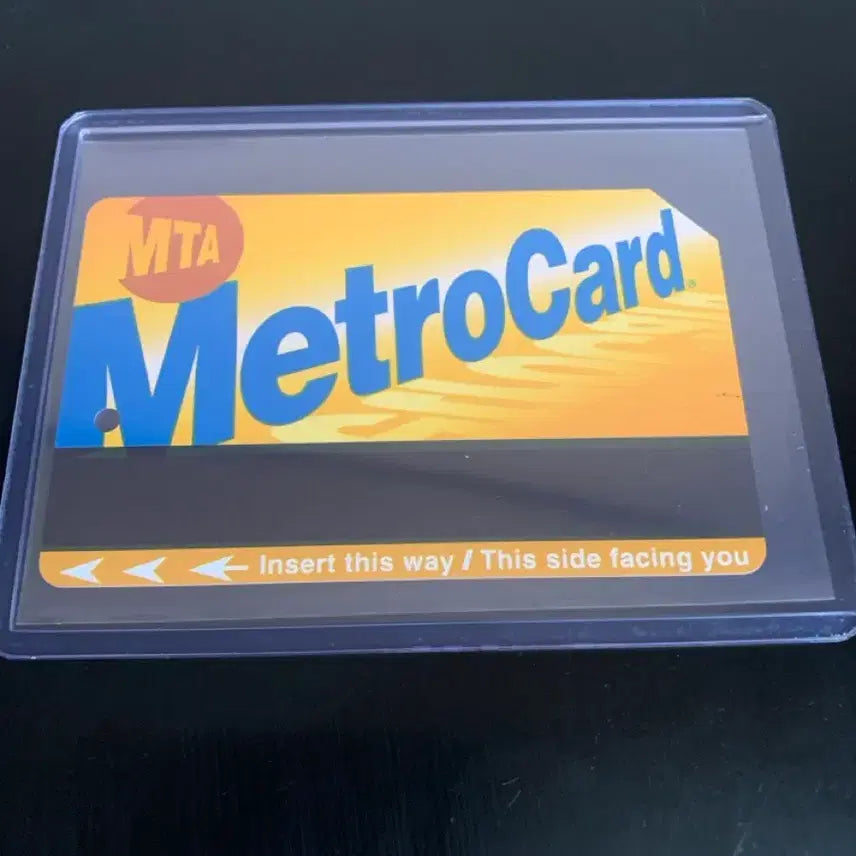 MTA
MetroCard®
Insert this way / This side facing you